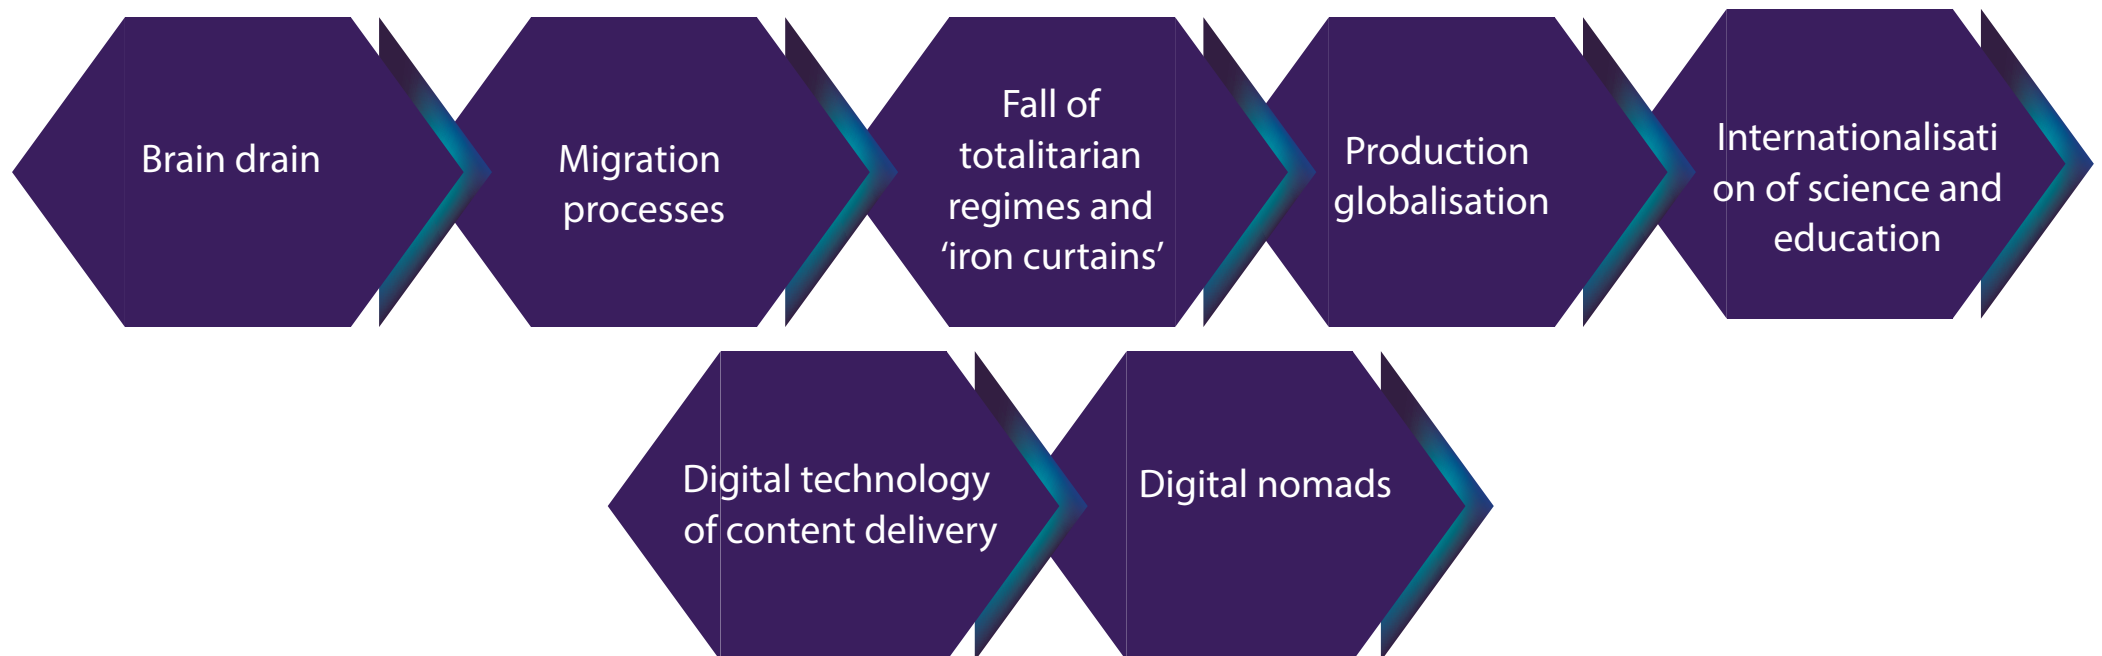 Brain drain
Migration
processes
Fall of
totalitarian
regimes and
‘iron curtains’
Production
globalisation
Internationalisati
on of science and
education
Digital technology
of content delivery
Digital nomads